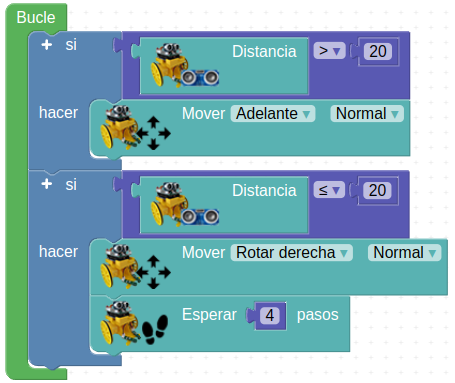 Bucle
+ si Distancia > ▾ 20
hacer Mover Adelante ▾ Normal ▾
+ si Distancia ≤ ▾ 20
hacer Mover Rotar derecha ▾ Normal ▾
Esperar 4 pasos